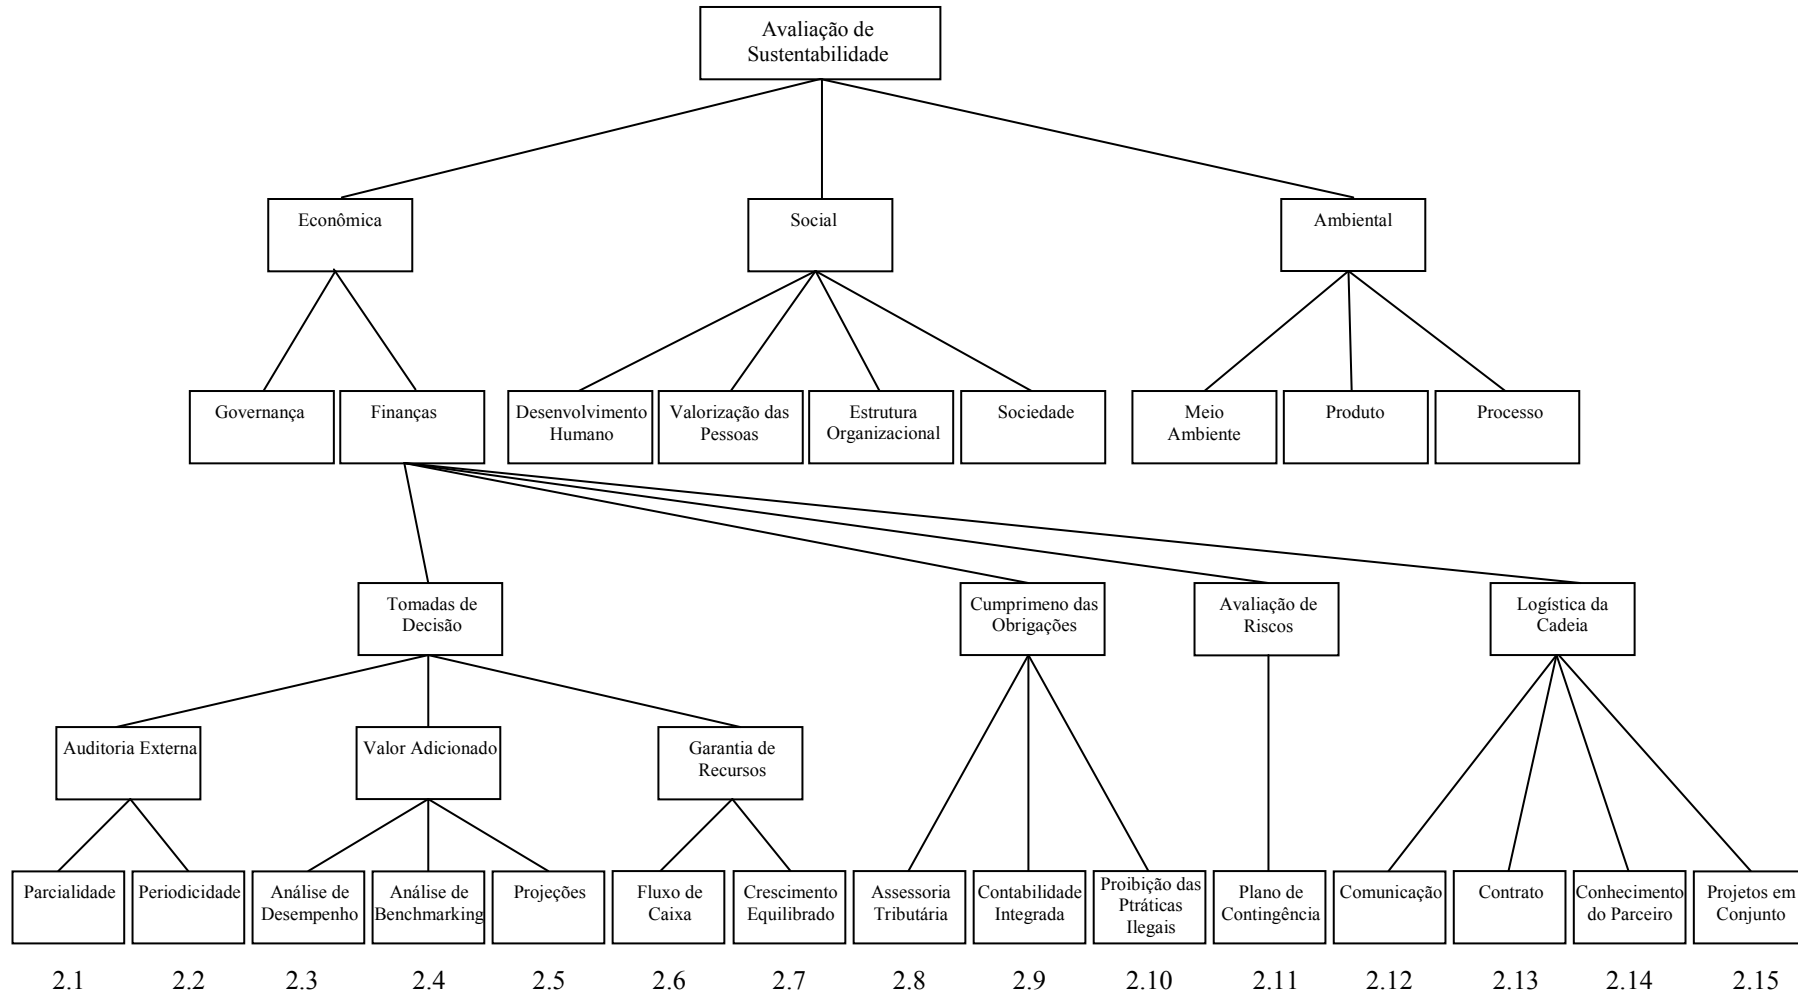 Avaliação de
Sustentabilidade
Econômica
Social
Ambiental
Governança
Finanças
Desenvolvimento
Humano
Valorização das
Pessoas
Estrutura
Organizacional
Sociedade
Meio
Ambiente
Produto
Processo
Tomadas de
Decisão
Cumprimeno das
Obrigações
Avaliação de
Riscos
Logística da
Cadeia
Auditoria Externa
Valor Adicionado
Garantia de
Recursos
Parcialidade
Periodicidade
Análise de
Desempenho
Análise de
Benchmarking
Projeções
Fluxo de
Caixa
Crescimento
Equilibrado
Assessoria
Tributária
Contabilidade
Integrada
Proibição das
Ptráticas
Ilegais
Plano de
Contingência
Comunicação
Contrato
Conhecimento
do Parceiro
Projetos em
Conjunto
2.1
2.2
2.3
2.4
2.5
2.6
2.7
2.8
2.9
2.10
2.11
2.12
2.13
2.14
2.15